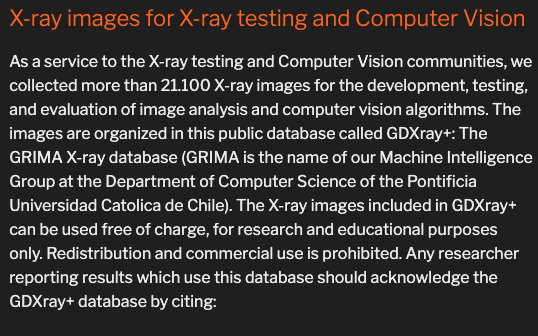 X-ray images for X-ray testing and Computer Vision
As a service to the X-ray testing and Computer Vision communities, we
collected more than 21.100 X-ray images for the development, testing,
and evaluation of image analysis and computer vision algorithms. The
images are organized in this public database called GDXray+: The
GRIMA X-ray database (GRIMA is the name of our Machine Intelligence
Group at the Department of Computer Science of the Pontificia
Universidad Catolica de Chile). The X-ray images included in GDXray+
can be used free of charge, for research and educational purposes
only. Redistribution and commercial use is prohibited. Any researcher
reporting results which use this database should acknowledge the
GDXray+ database by citing: